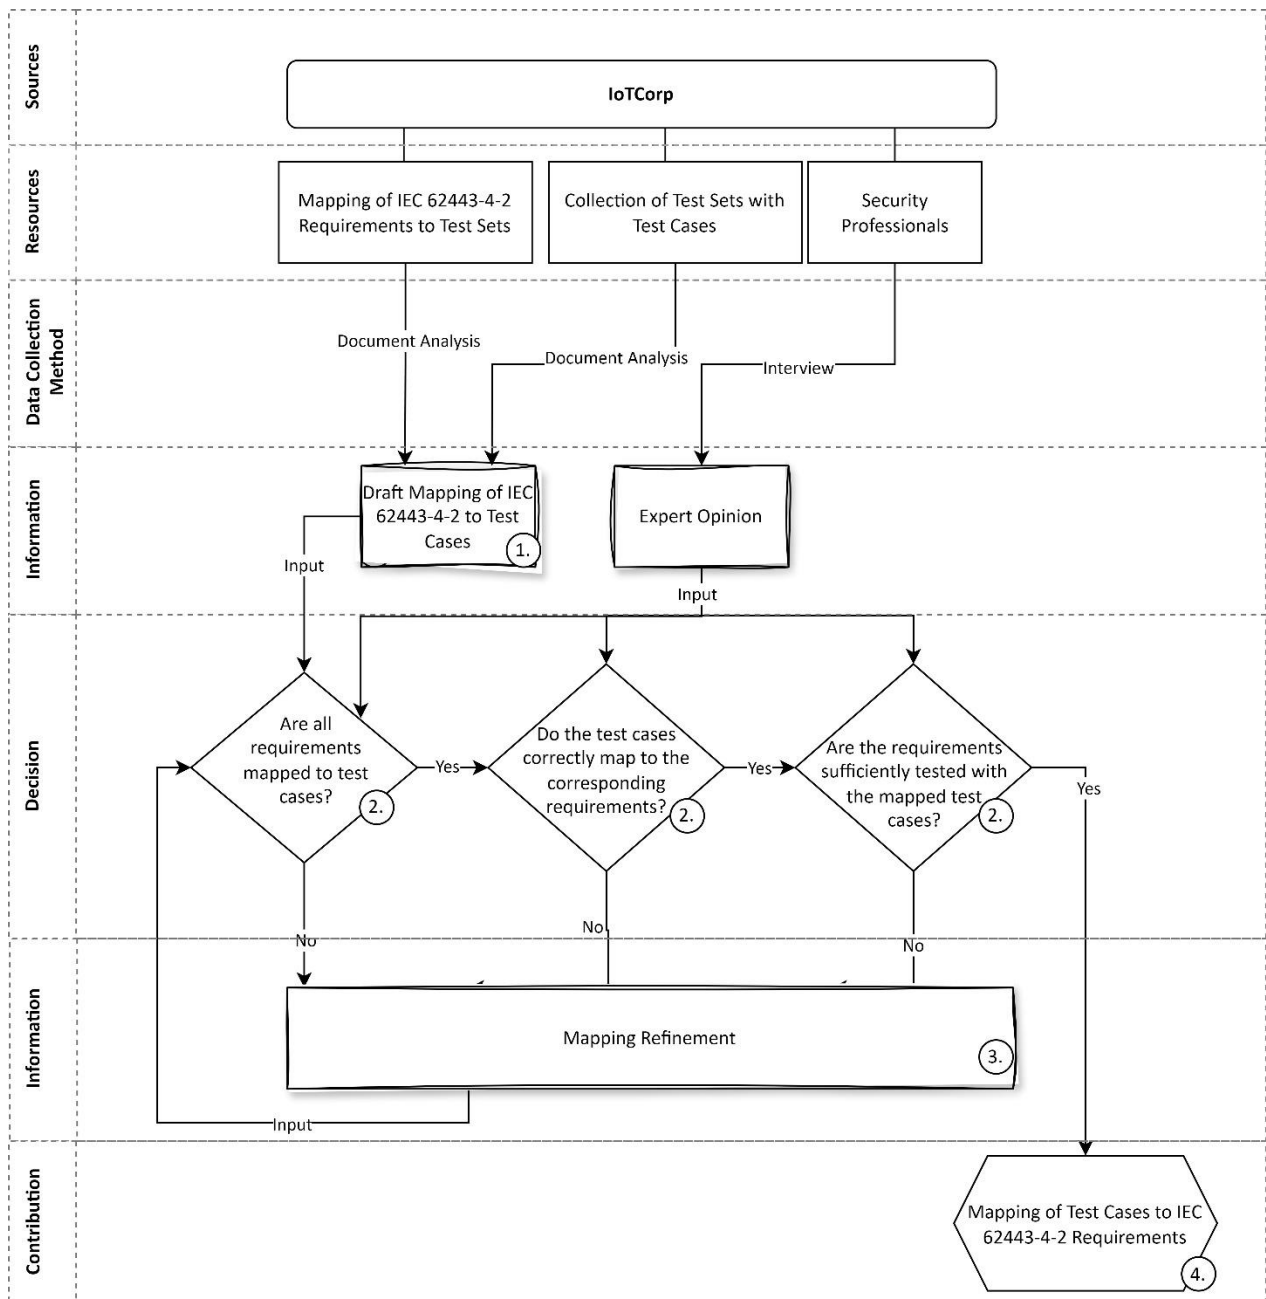 Sources
IoTCorp
Resources
Mapping of IEC 62443-4-2
Requirements to Test Sets
Collection of Test Sets with
Test Cases
Security
Professionals
Data Collection
Method
Document Analysis
Document Analysis
Interview
Information
Draft Mapping of IEC
62443-4-2 to Test
Cases
1.
Expert Opinion
Input
Input
Decision
Are all
requirements
mapped to test
cases?
2.
Yes
Do the test cases
correctly map to the
corresponding
requirements?
2.
Yes
Are the requirements
sufficiently tested with
the mapped test
cases?
2.
Yes
No
No
No
Information
Mapping Refinement
3.
Input
Contribution
Mapping of Test Cases to IEC
62443-4-2 Requirements
4.